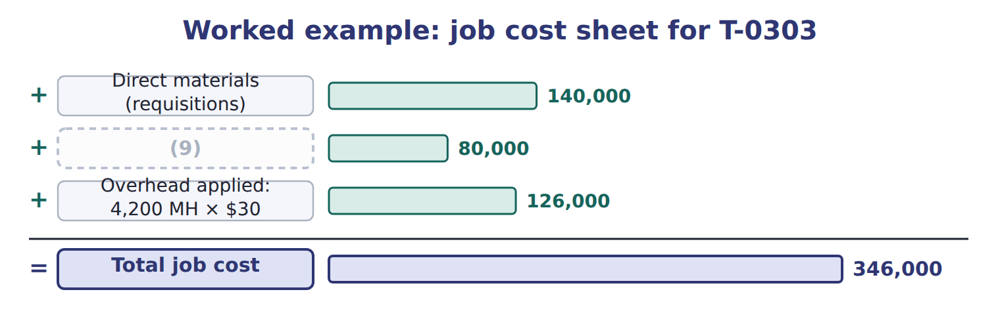 Worked example: job cost sheet for T-0303
+ Direct materials
(requisitions) 140,000
+ (9) 80,000
+ Overhead applied:
4,200 MH × $30 126,000
= Total job cost 346,000